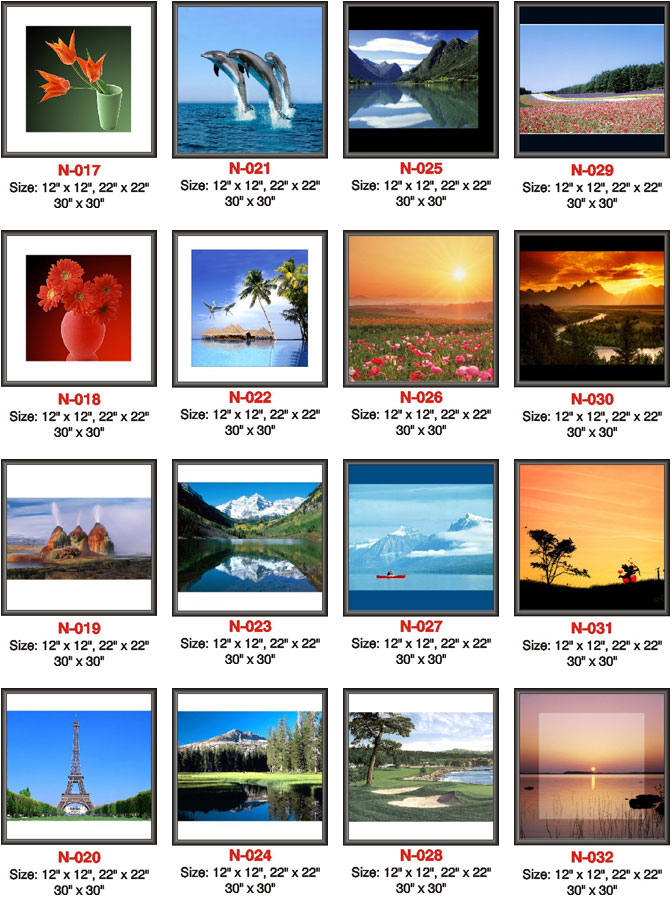 N-017
Size: 12" x 12", 22" x 22"
30" x 30"
N-021
Size: 12" x 12", 22" x 22"
30" x 30"
N-025
Size: 12" x 12", 22" x 22"
30" x 30"
N-029
Size: 12" x 12", 22" x 22"
30" x 30"
N-018
Size: 12" x 12", 22" x 22"
30" x 30"
N-022
Size: 12" x 12", 22" x 22"
30" x 30"
N-026
Size: 12" x 12", 22" x 22"
30" x 30"
N-030
Size: 12" x 12", 22" x 22"
30" x 30"
N-019
Size: 12" x 12", 22" x 22"
30" x 30"
N-023
Size: 12" x 12", 22" x 22"
30" x 30"
N-027
Size: 12" x 12", 22" x 22"
30" x 30"
N-031
Size: 12" x 12", 22" x 22"
30" x 30"
N-020
Size: 12" x 12", 22" x 22"
30" x 30"
N-024
Size: 12" x 12", 22" x 22"
30" x 30"
N-028
Size: 12" x 12", 22" x 22"
30" x 30"
N-032
Size: 12" x 12", 22" x 22"
30" x 30"